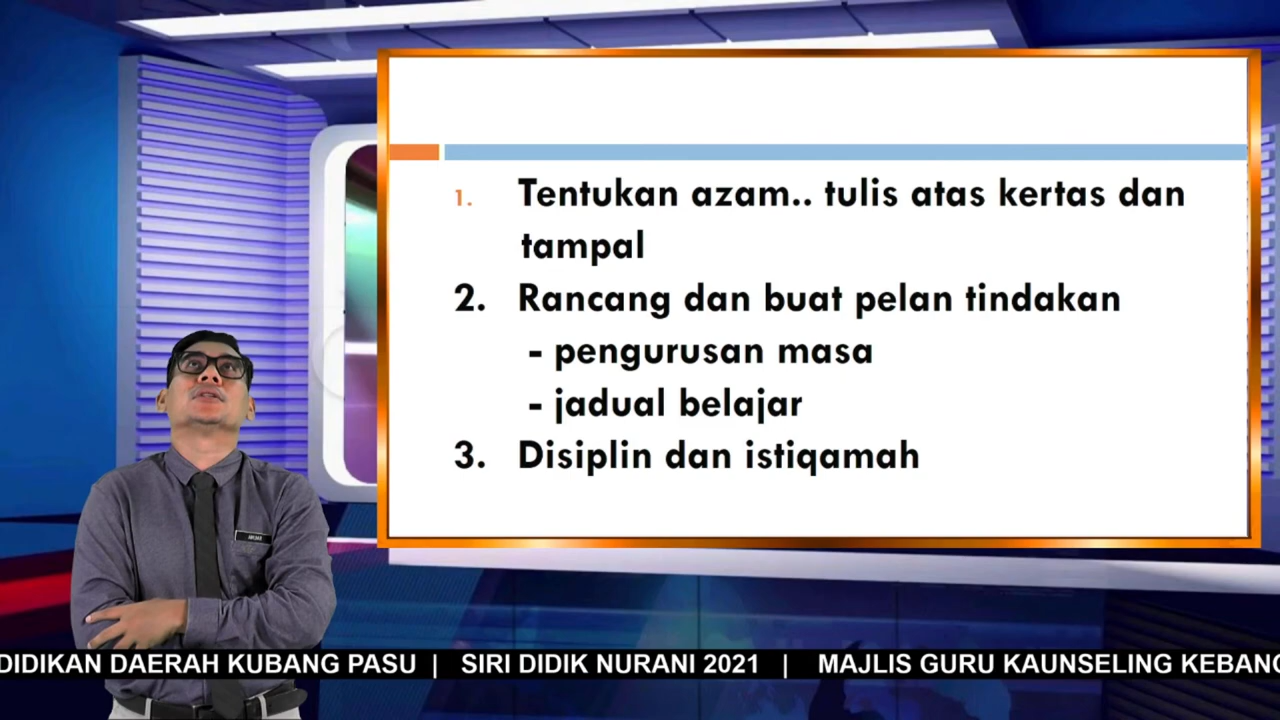 1. Tentukan azam.. tulis atas kertas dan
tampal
2. Rancang dan buat pelan tindakan
- pengurusan masa
- jadual belajar
3. Disiplin dan istiqamah
DIDIKAN DAERAH KUBANG PASU | SIRI DIDIK NURANI 2021 | MAJLIS GURU KAUNSELING KEBANG